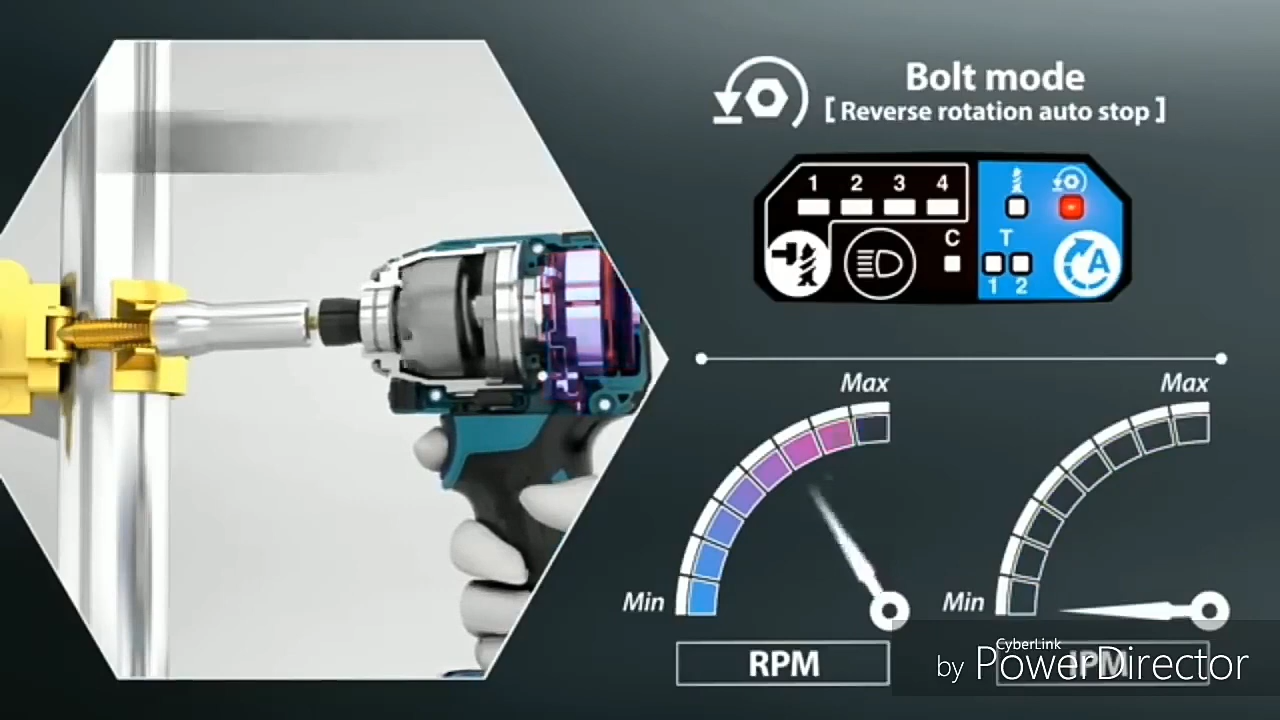 Bolt mode
[ Reverse rotation auto stop ]
1 2 3 4
C T
1 2
A
Max Max
Min Min
RPM IPM
CyberLink
by PowerDirector